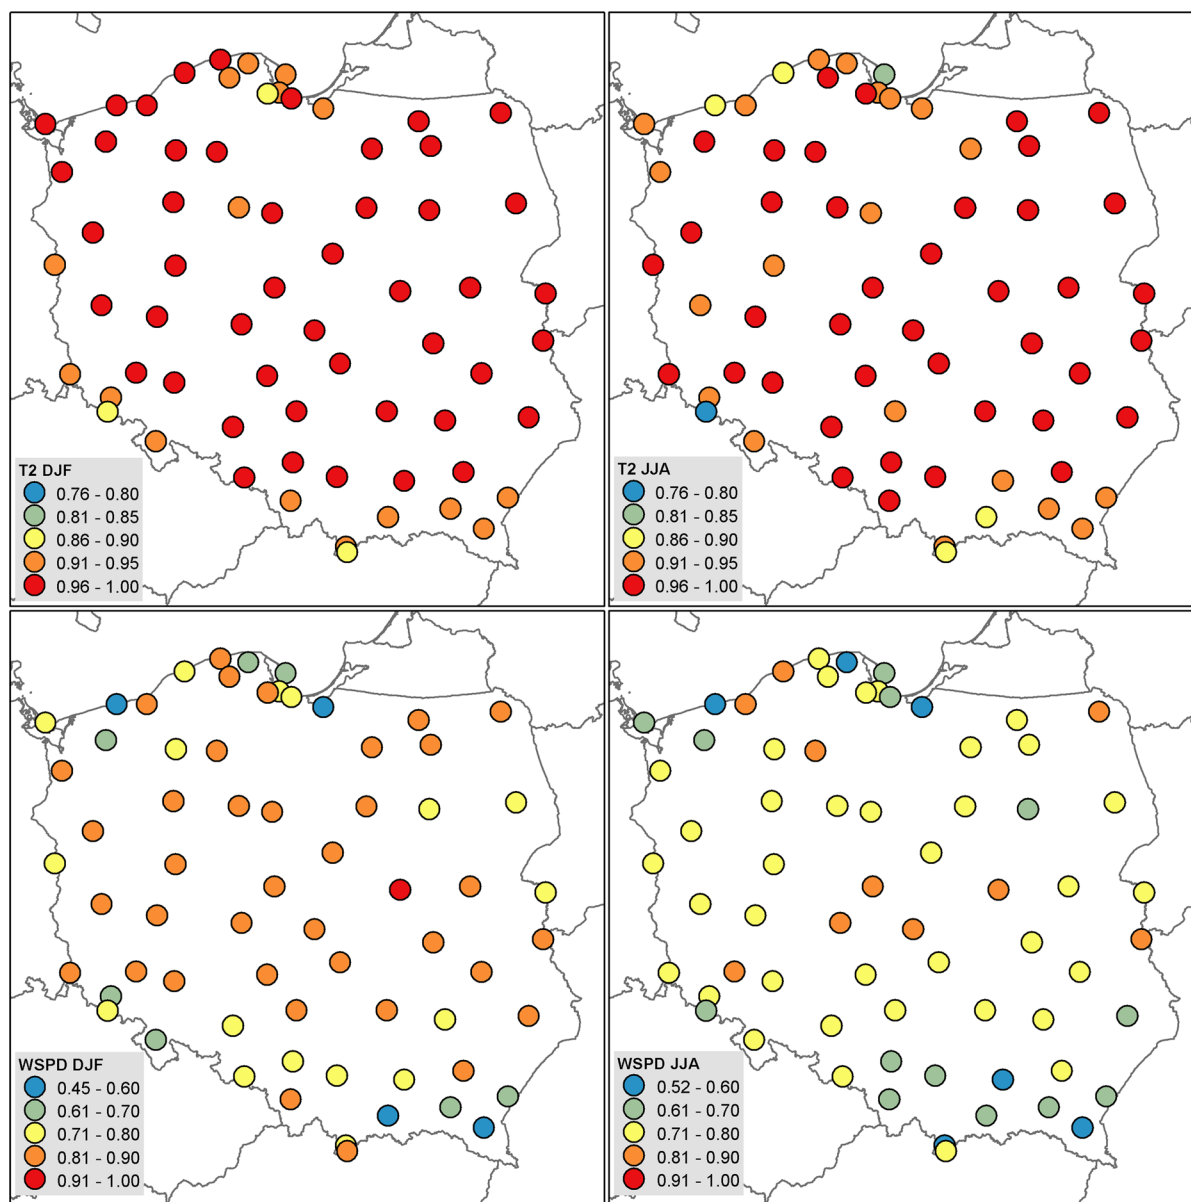 T2 DJF
0.76 - 0.80
0.81 - 0.85
0.86 - 0.90
0.91 - 0.95
0.96 - 1.00
T2 JJA
0.76 - 0.80
0.81 - 0.85
0.86 - 0.90
0.91 - 0.95
0.96 - 1.00
WSPD DJF
0.45 - 0.60
0.61 - 0.70
0.71 - 0.80
0.81 - 0.90
0.91 - 1.00
WSPD JJA
0.52 - 0.60
0.61 - 0.70
0.71 - 0.80
0.81 - 0.90
0.91 - 1.00